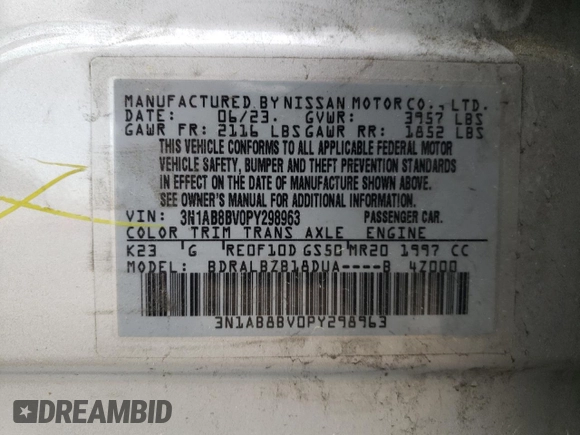 MANUFACTURED BY NISSAN MOTOR CO., LTD.
DATE: 06/23. GVWR: 3957 LBS
GAWR FR: 2116 LBS GAWR RR: 1852 LBS
THIS VEHICLE CONFORMS TO ALL APPLICABLE FEDERAL MOTOR
VEHICLE SAFETY, BUMPER AND THEFT PREVENTION STANDARDS
IN EFFECT ON THE DATE OF MANUFACTURE SHOWN ABOVE.
SEE OWNER'S MANUAL FOR ADDITIONAL INFORMATION.
VIN: 3N1AB8BV0PY298963 PASSENGER CAR.
COLOR TRIM TRANS AXLE ENGINE
K23 G RE0F10D GS50 MR20 1997 CC
MODEL: BDRALBZB18DUA----B 4Z000
3N1AB8BV0PY298963
DREAMBID